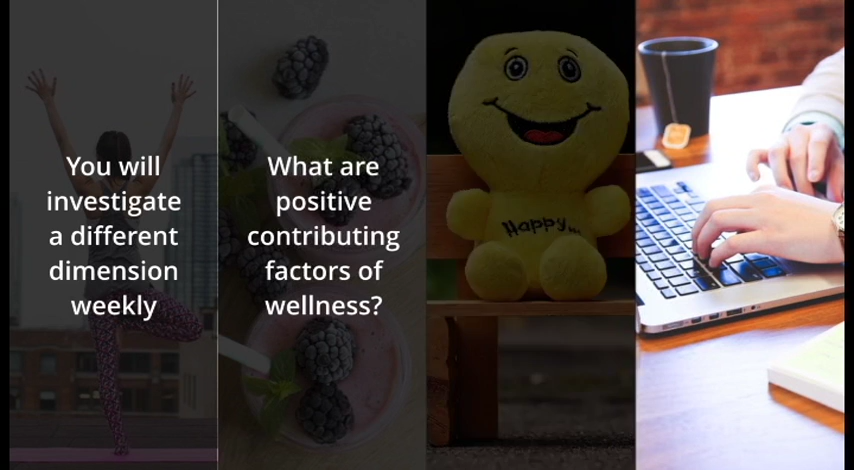 You will
investigate
a different
dimension
weekly
What are
positive
contributing
factors of
wellness?
Happy...